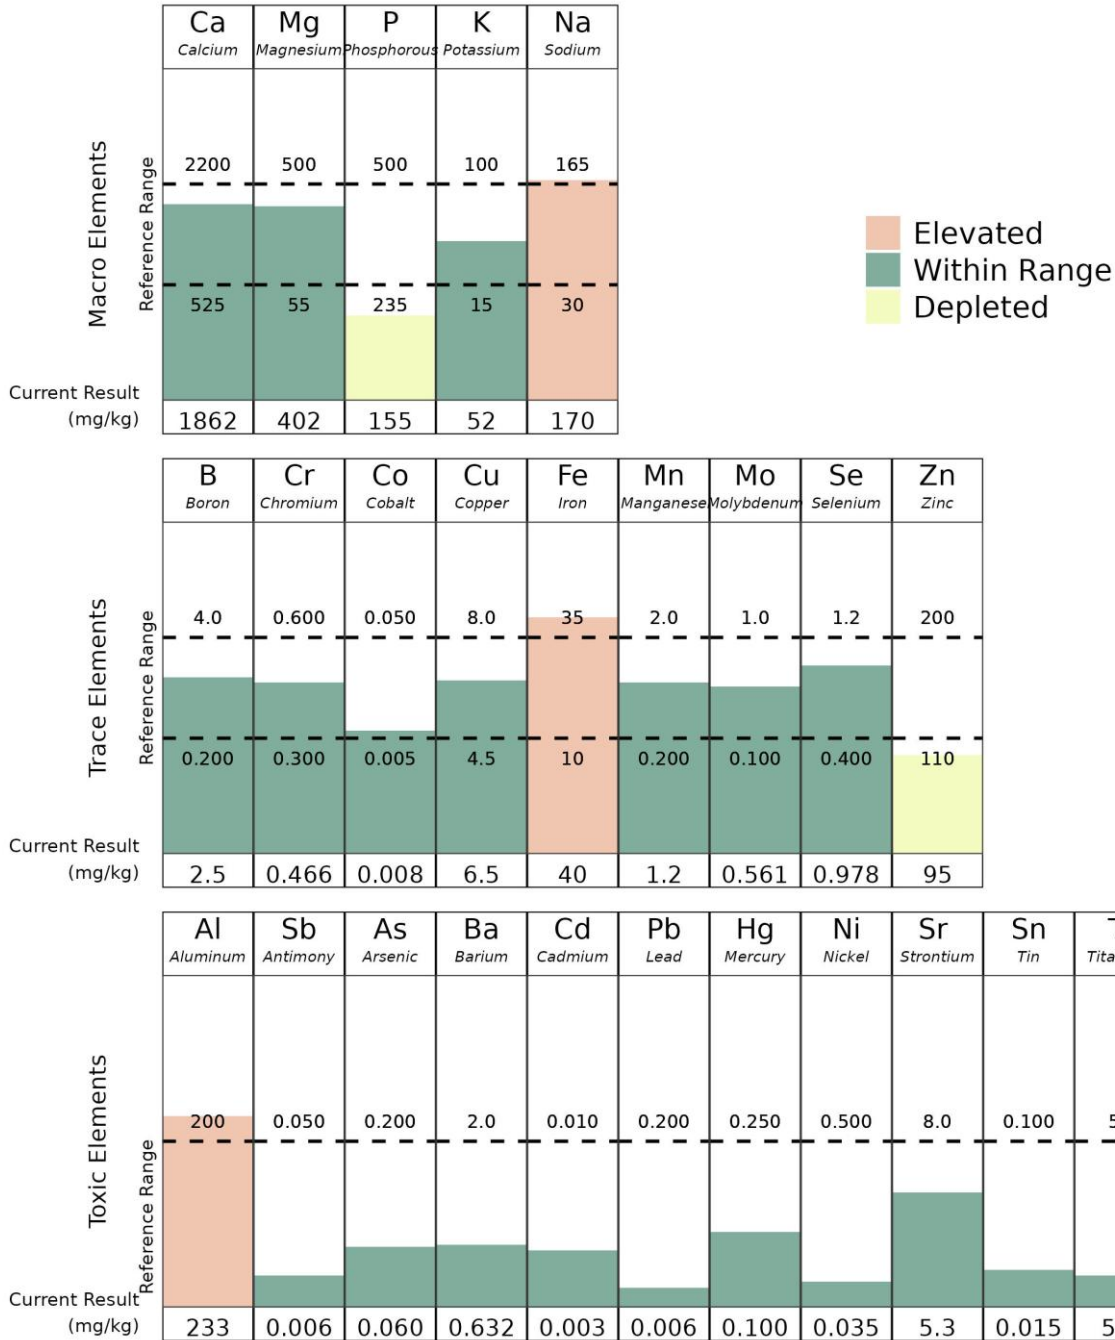 Ca Mg P K Na
Calcium Magnesium Phosphorous Potassium Sodium
Macro Elements
Reference Range
2200 500 500 100 165
525 55 235 15 30
Current Result
(mg/kg)
1862 402 155 52 170
Elevated
Within Range
Depleted
B Cr Co Cu Fe Mn Mo Se Zn
Boron Chromium Cobalt Copper Iron Manganese Molybdenum Selenium Zinc
Trace Elements
Reference Range
4.0 0.600 0.050 8.0 35 2.0 1.0 1.2 200
0.200 0.300 0.005 4.5 10 0.200 0.100 0.400 110
Current Result
(mg/kg)
2.5 0.466 0.008 6.5 40 1.2 0.561 0.978 95
Al Sb As Ba Cd Pb Hg Ni Sr Sn
Aluminum Antimony Arsenic Barium Cadmium Lead Mercury Nickel Strontium Tin
Toxic Elements
Reference Range
200 0.050 0.200 2.0 0.010 0.200 0.250 0.500 8.0 0.100
Current Result
(mg/kg)
233 0.006 0.060 0.632 0.003 0.006 0.100 0.035 5.3 0.015